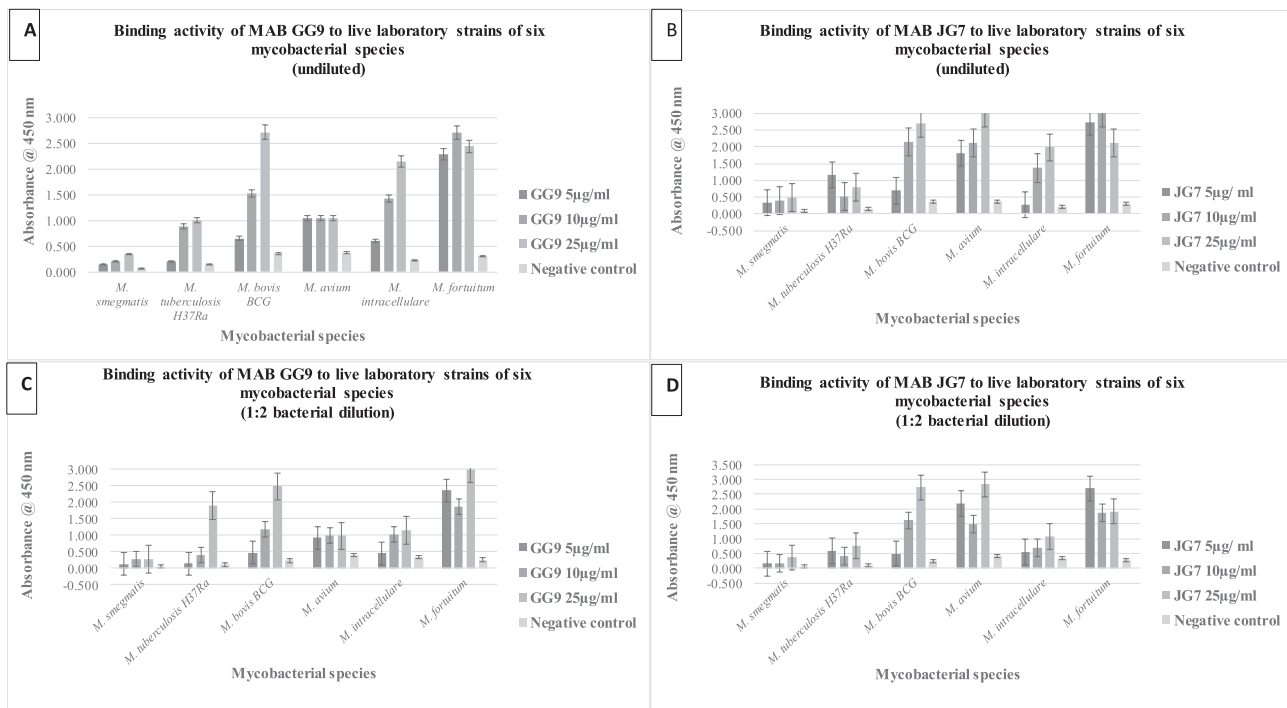 A
Binding activity of MAB GG9 to live laboratory strains of six
mycobacterial species
(undiluted)
Absorbance @ 450 nm
3.000
2.500
2.000
1.500
1.000
0.500
0.000
M. smegmatis
M. tuberculosis H37Ra
M. bovis BCG
M. avium
M. intracellulare
M. fortuitum
Mycobacterial species
GG9 5µg/ml
GG9 10µg/ml
GG9 25µg/ml
Negative control
B
Binding activity of MAB JG7 to live laboratory strains of six
mycobacterial species
(undiluted)
Absorbance @ 450 nm
3.000
2.500
2.000
1.500
1.000
0.500
0.000
-0.500
M. smegmatis
M. tuberculosis H37Ra
M. bovis BCG
M. avium
M. intracellulare
M. fortuitum
Mycobacterial species
JG7 5µg/ ml
JG7 10µg/ml
JG7 25µg/ml
Negative control
C
Binding activity of MAB GG9 to live laboratory strains of six
mycobacterial species
(1:2 bacterial dilution)
Absorbance @ 450 nm
3.000
2.500
2.000
1.500
1.000
0.500
0.000
-0.500
M. smegmatis
M. tuberculosis H37Ra
M. bovis BCG
M. avium
M. intracellulare
M. fortuitum
Mycobacterial species
GG9 5µg/ml
GG9 10µg/ml
GG9 25µg/ml
Negative control
D
Binding activity of MAB JG7 to live laboratory strains of six
mycobacterial species
(1:2 bacterial dilution)
Absorbance @ 450 nm
3.500
3.000
2.500
2.000
1.500
1.000
0.500
0.000
-0.500
M. smegmatis
M. tuberculosis H37Ra
M. bovis BCG
M. avium
M. intracellulare
M. fortuitum
Mycobacterial species
JG7 5µg/ ml
JG7 10µg/ml
JG7 25µg/ml
Negative control